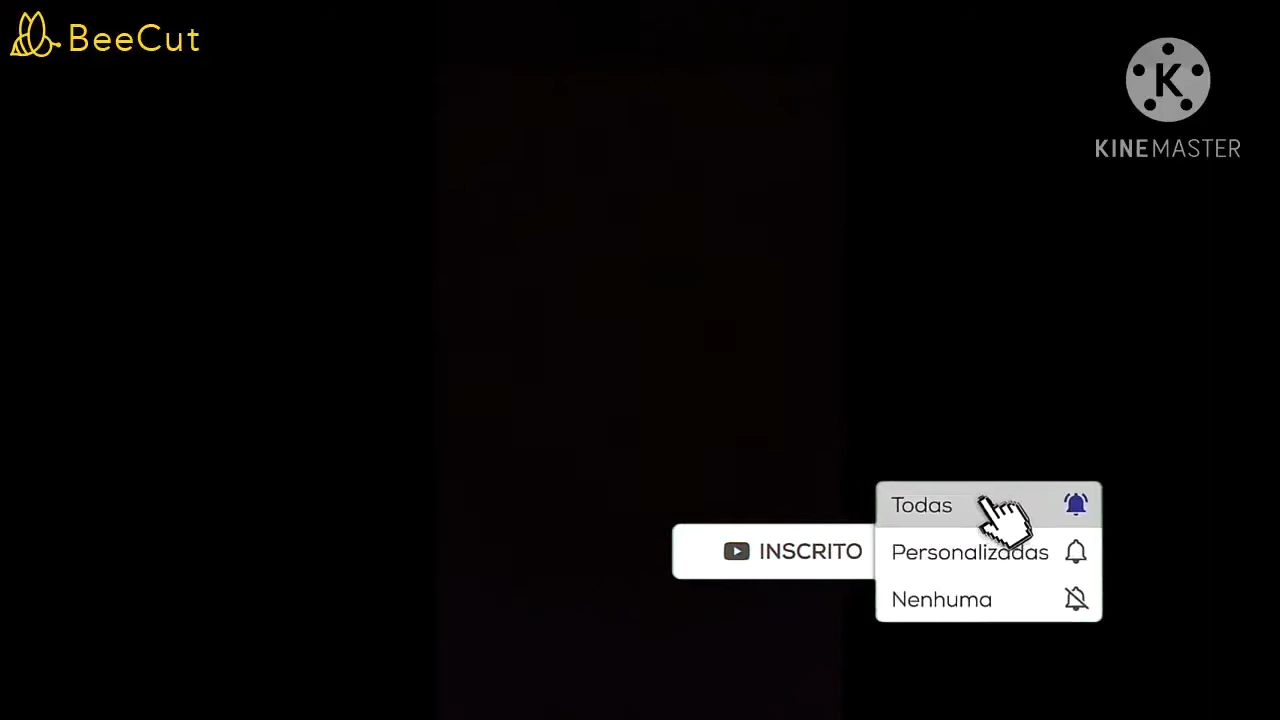 BeeCut
K
KINEMASTER
Todas
INSCRITO
Personalizadas
Nenhuma